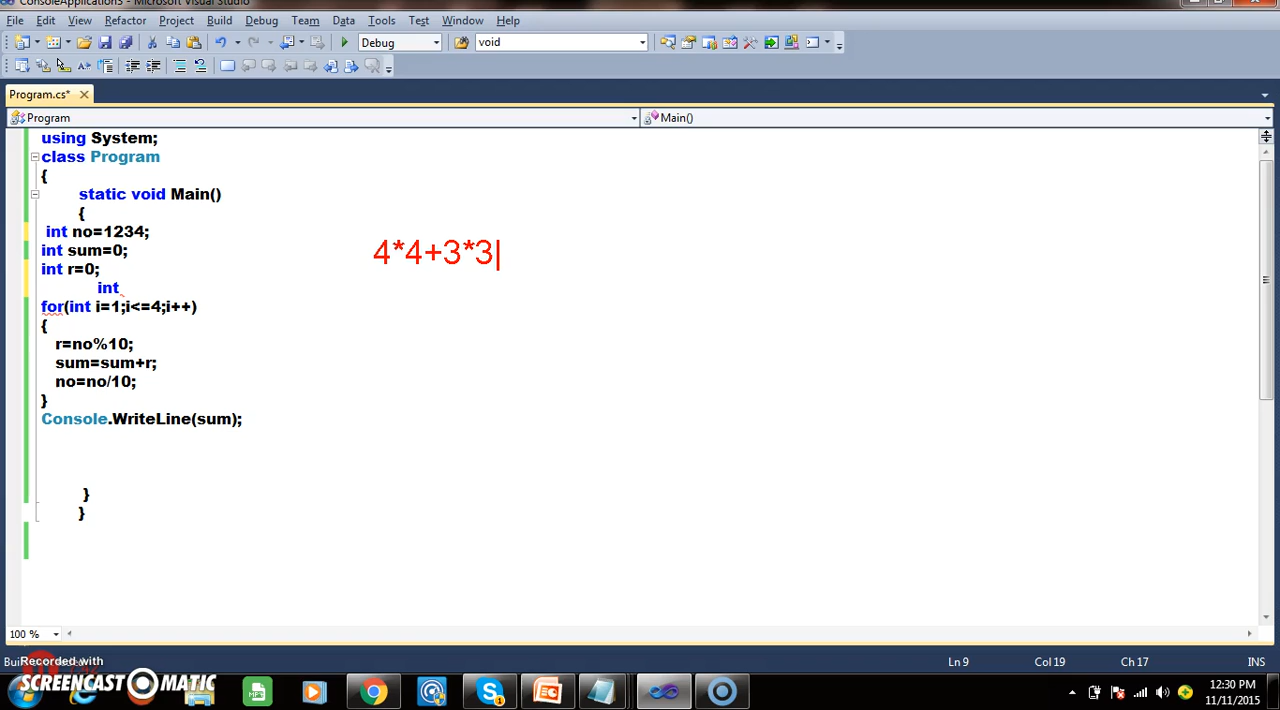 ConsoleApplication5 - Microsoft Visual Studio
File Edit View Refactor Project Build Debug Team Data Tools Test Window Help
Debug void
Program.cs*
Program Main()
using System;
class Program
{
static void Main()
{
int no=1234;
int sum=0;
4*4+3*3
int r=0;
int
for(int i=1;i<=4;i++)
{
r=no%10;
sum=sum+r;
no=no/10;
}
Console.WriteLine(sum);
}
}
100 %
Ln 9 Col 19 Ch 17 INS
Recorded with
SCREENCAST MATIC
MP3
12:30 PM
11/11/2015